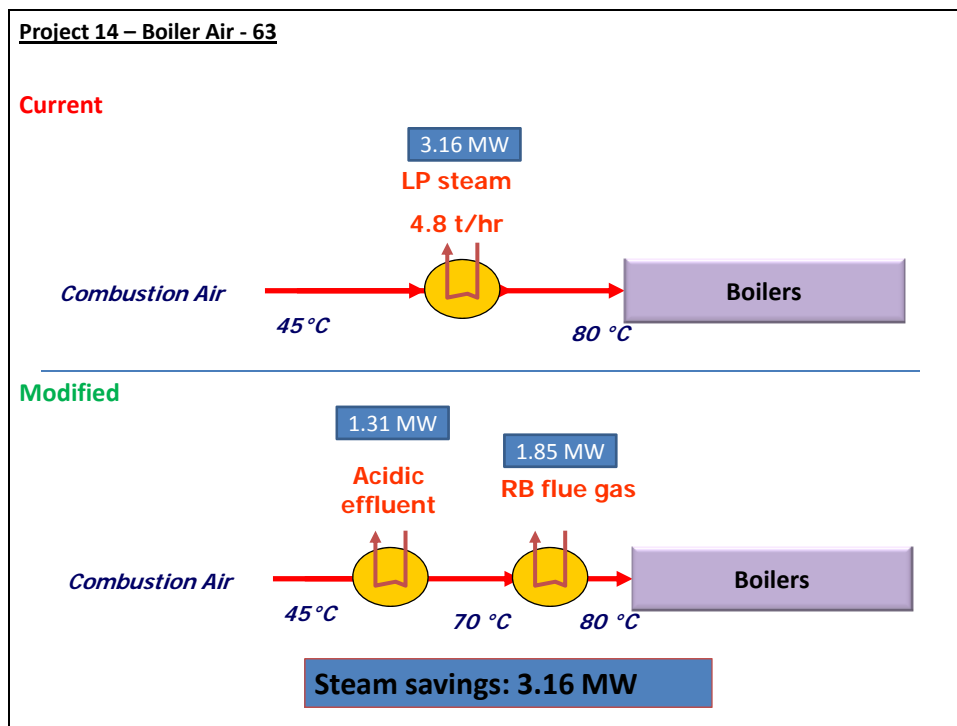 Project 14 – Boiler Air - 63
Current
3.16 MW
LP steam
4.8 t/hr
Combustion Air
Boilers
45°C
80 °C
Modified
1.31 MW
1.85 MW
Acidic
effluent
RB flue gas
Combustion Air
Boilers
45°C
70 °C
80 °C
Steam savings: 3.16 MW